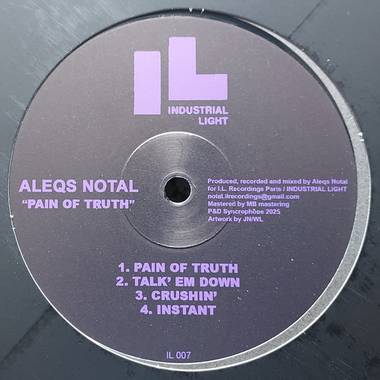 IL
INDUSTRIAL
LIGHT
ALEQS NOTAL
"PAIN OF TRUTH"
Produced, recorded and mixed by Aleqs Notal
for I.L. Recordings Paris / INDUSTRIAL LIGHT
notal.ilrecordings@gmail.com
Mastered by MB mastering
P&D Syncrophone 2025
Artwork by JN/WL
1. PAIN OF TRUTH
2. TALK' EM DOWN
3. CRUSHIN'
4. INSTANT
IL 007